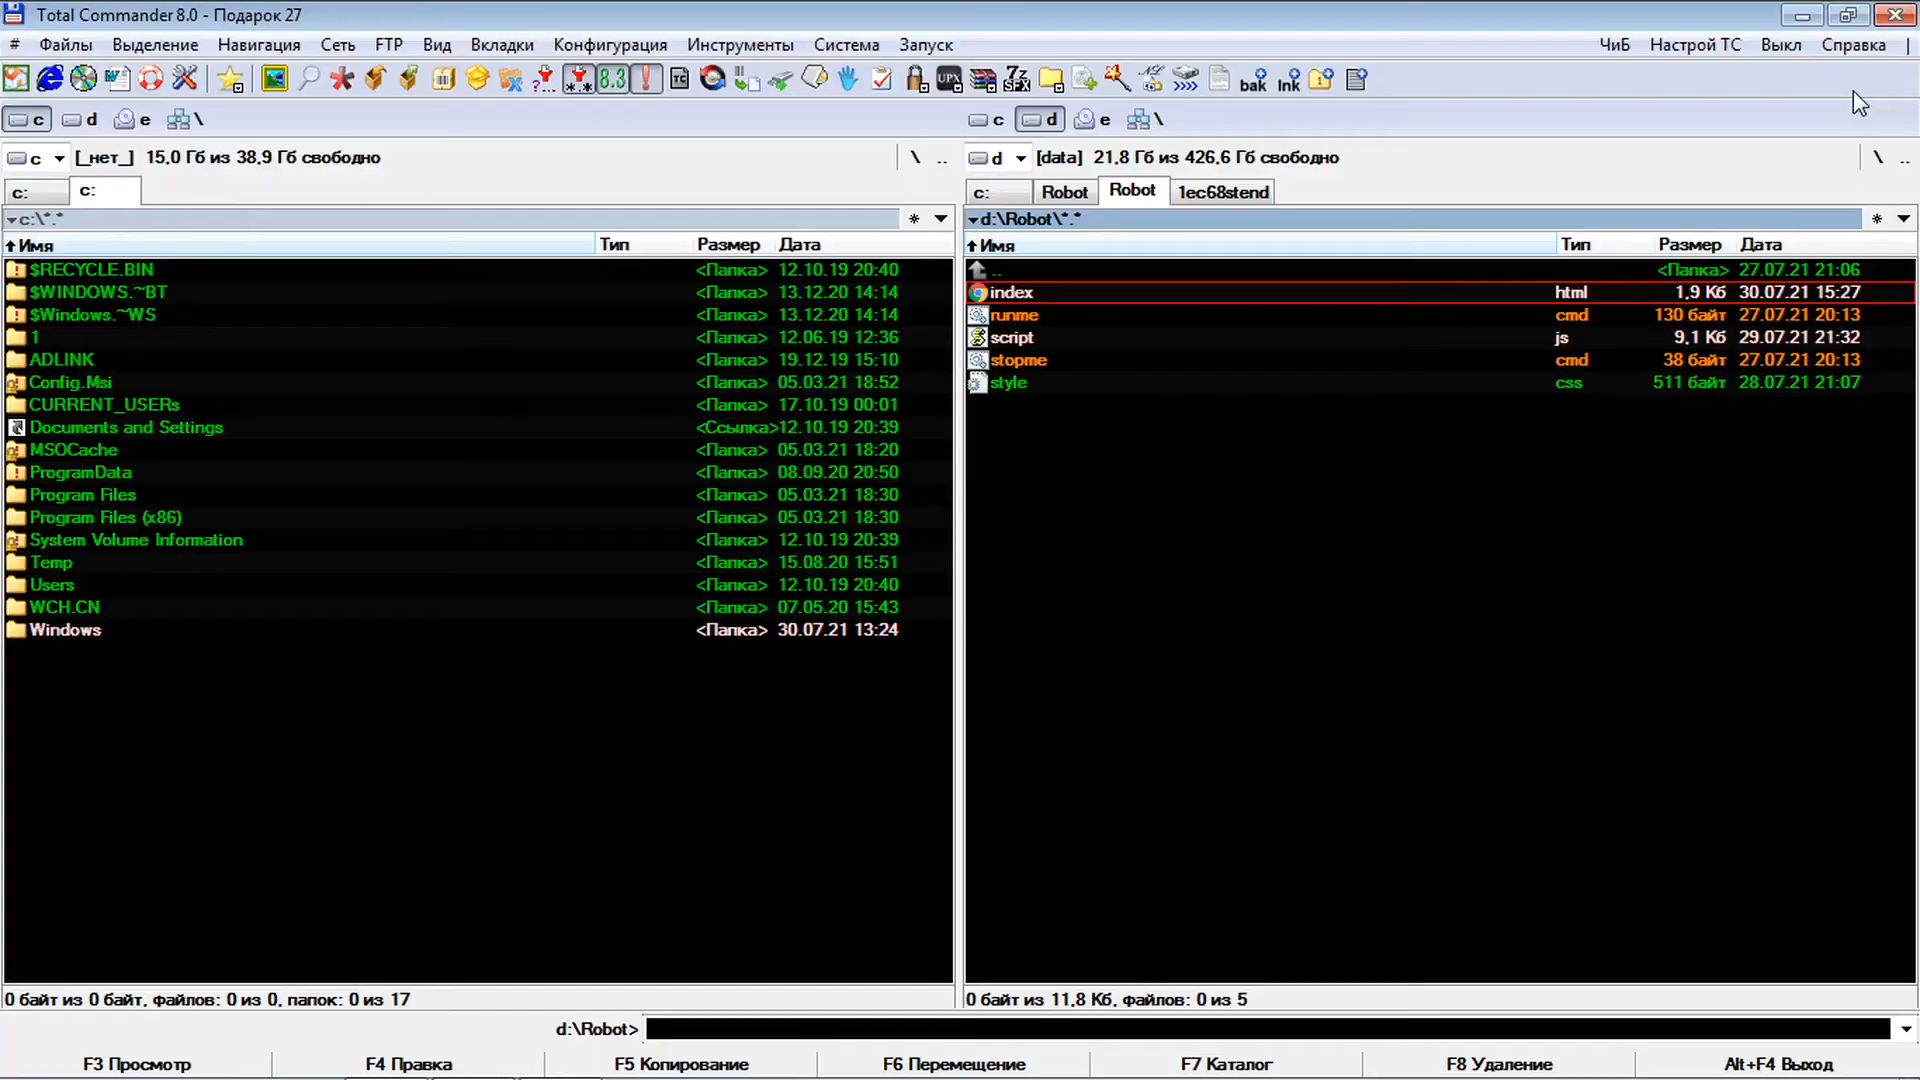 Total Commander 8.0 - Подарок 27
# Файлы Выделение Навигация Сеть FTP Вид Вкладки Конфигурация Инструменты Система Запуск ЧиБ Настрой ТС Выкл Справка
8.3 TC UPX 7z SFX bak lnk
c d e \ c d e \
c [_нет_] 15,0 Гб из 38,9 Гб свободно \ .. d [data] 21,8 Гб из 426,6 Гб свободно \ ..
c: c: c: Robot Robot 1ec68stend
c:\*.* * d:\Robot\*.* *
Имя Тип Размер Дата Имя Тип Размер Дата
$RECYCLE.BIN <Папка> 12.10.19 20:40
$WINDOWS.~BT <Папка> 13.12.20 14:14
$Windows.~WS <Папка> 13.12.20 14:14
1 <Папка> 12.06.19 12:36
ADLINK <Папка> 19.12.19 15:10
Config.Msi <Папка> 05.03.21 18:52
CURRENT_USERs <Папка> 17.10.19 00:01
Documents and Settings <Ссылка> 12.10.19 20:39
MSOCache <Папка> 05.03.21 18:20
ProgramData <Папка> 08.09.20 20:50
Program Files <Папка> 05.03.21 18:30
Program Files (x86) <Папка> 05.03.21 18:30
System Volume Information <Папка> 12.10.19 20:39
Temp <Папка> 15.08.20 15:51
Users <Папка> 12.10.19 20:40
WCH.CN <Папка> 07.05.20 15:43
Windows <Папка> 30.07.21 13:24
.. <Папка> 27.07.21 21:06
index html 1,9 Кб 30.07.21 15:27
runme cmd 130 байт 27.07.21 20:13
script js 9,1 Кб 29.07.21 21:32
stopme cmd 38 байт 27.07.21 20:13
style css 511 байт 28.07.21 21:07
0 байт из 0 байт, файлов: 0 из 0, папок: 0 из 17
0 байт из 11,8 Кб, файлов: 0 из 5
d:\Robot>
F3 Просмотр F4 Правка F5 Копирование F6 Перемещение F7 Каталог F8 Удаление Alt+F4 Выход